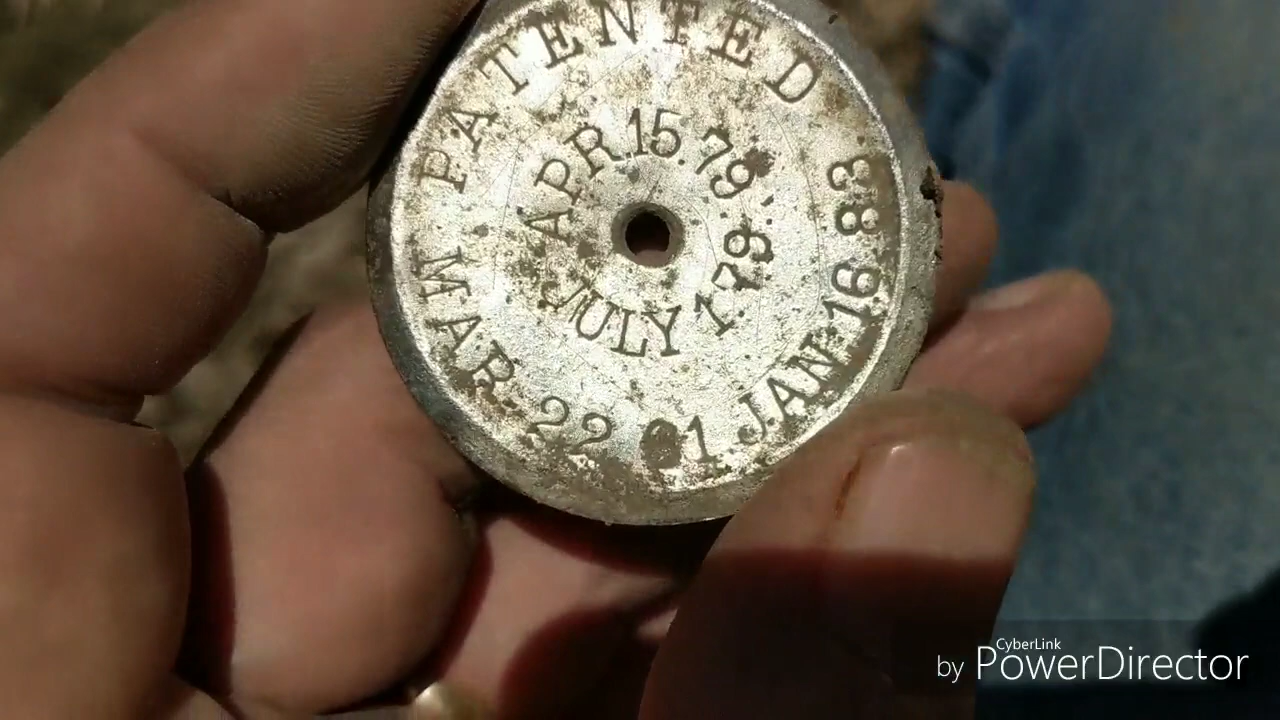 PATENTED
APR.15.79.
JULY 1.79.
MAR. 22 81 JAN.16 83
CyberLink
by PowerDirector